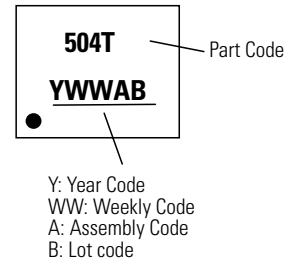 504T
Part Code
YWWAB
Y: Year Code
WW: Weekly Code
A: Assembly Code
B: Lot code